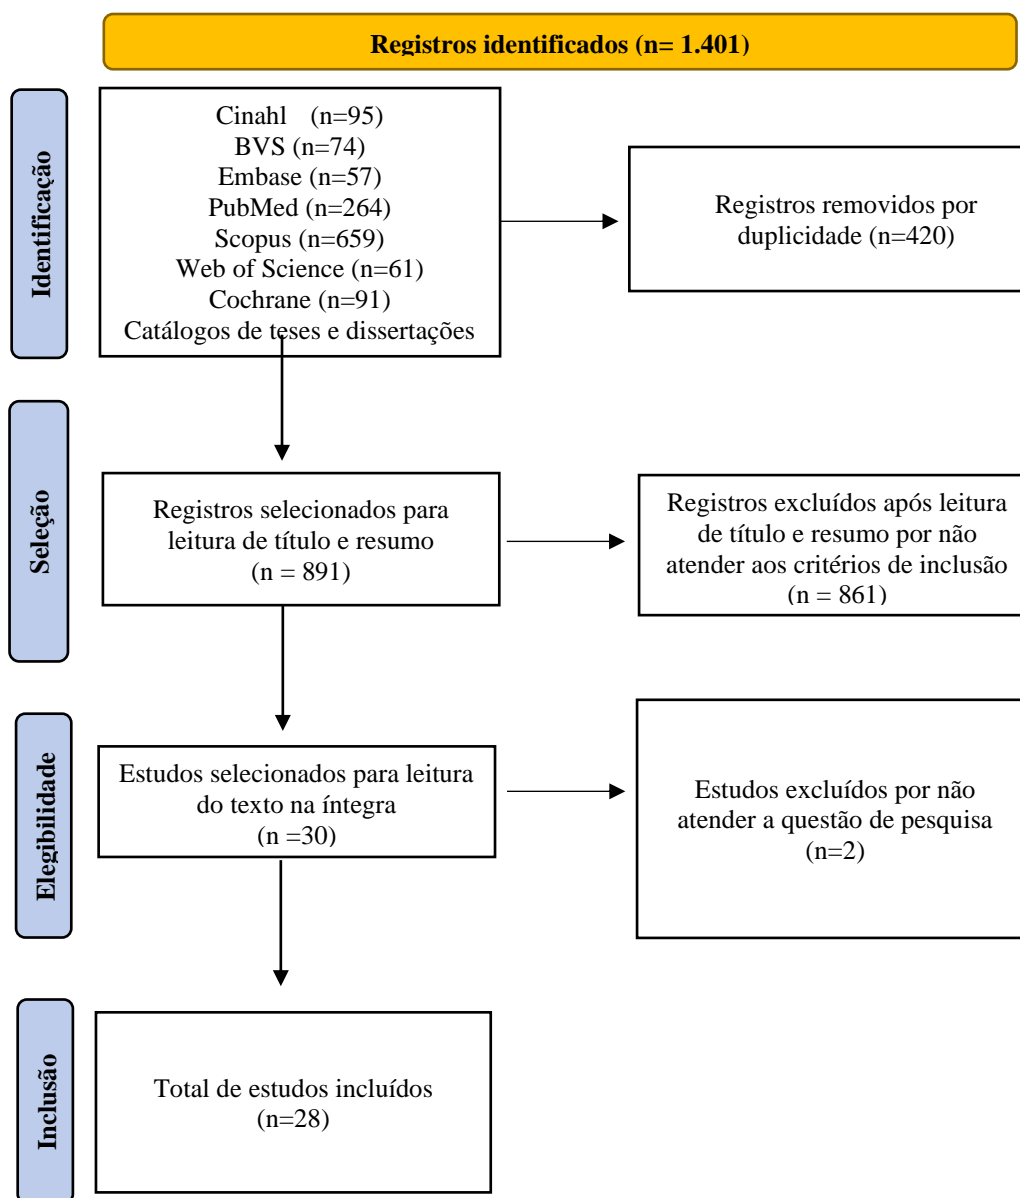 Registros identificados (n= 1.401)
Identificação
Cinahl (n=95)
BVS (n=74)
Embase (n=57)
PubMed (n=264)
Scopus (n=659)
Web of Science (n=61)
Cochrane (n=91)
Catálogos de teses e dissertações
Registros removidos por
duplicidade (n=420)
Seleção
Registros selecionados para
leitura de título e resumo
(n = 891)
Registros excluídos após leitura
de título e resumo por não
atender aos critérios de inclusão
(n = 861)
Elegibilidade
Estudos selecionados para leitura
do texto na íntegra
(n =30)
Estudos excluídos por não
atender a questão de pesquisa
(n=2)
Inclusão
Total de estudos incluídos
(n=28)